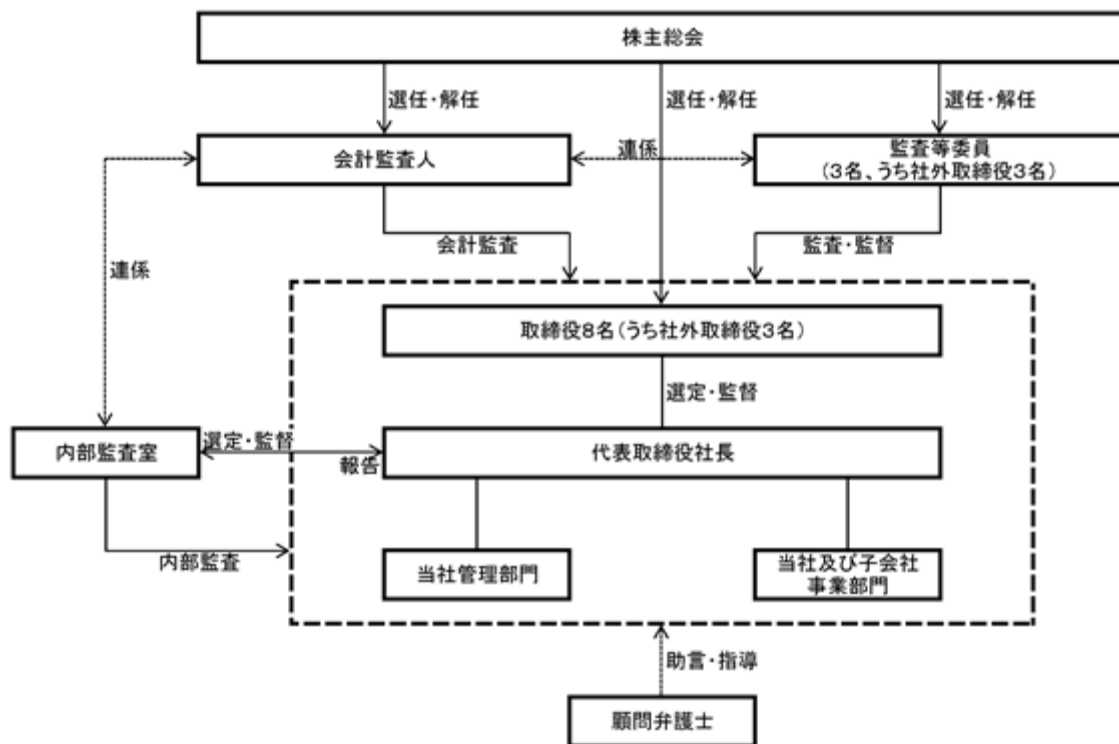 株主総会
選任・解任
選任・解任
選任・解任
会計監査人
連係
監査等委員
(3名、うち社外取締役3名)
会計監査
監査・監督
連係
取締役8名(うち社外取締役3名)
選定・監督
内部監査室
選定・監督
報告
代表取締役社長
内部監査
当社管理部門
当社及び子会社
事業部門
助言・指導
顧問弁護士